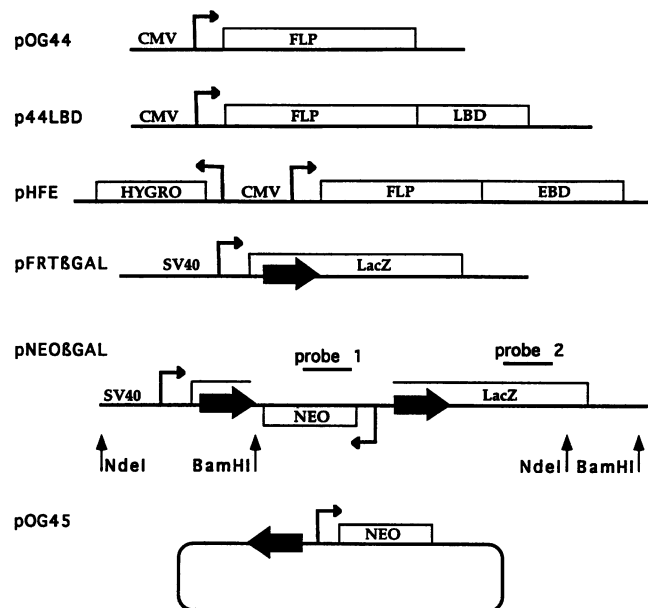 pOG44
CMV
FLP
p44LBD
CMV
FLP
LBD
pHFE
HYGRO
CMV
FLP
EBD
pFRTßGAL
SV40
LacZ
pNEOßGAL
probe 1
probe 2
SV40
LacZ
NEO
NdeI
BamHI
NdeI
BamHI
pOG45
NEO